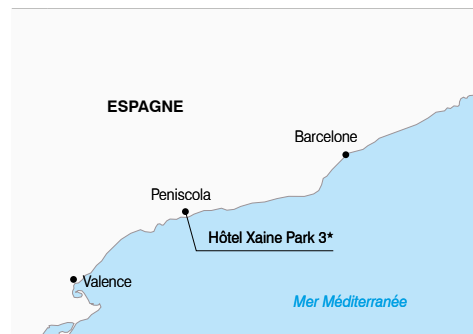 ESPAGNE
Barcelone
Peniscola
Hôtel Xaine Park 3*
Valence
Mer Méditerranée